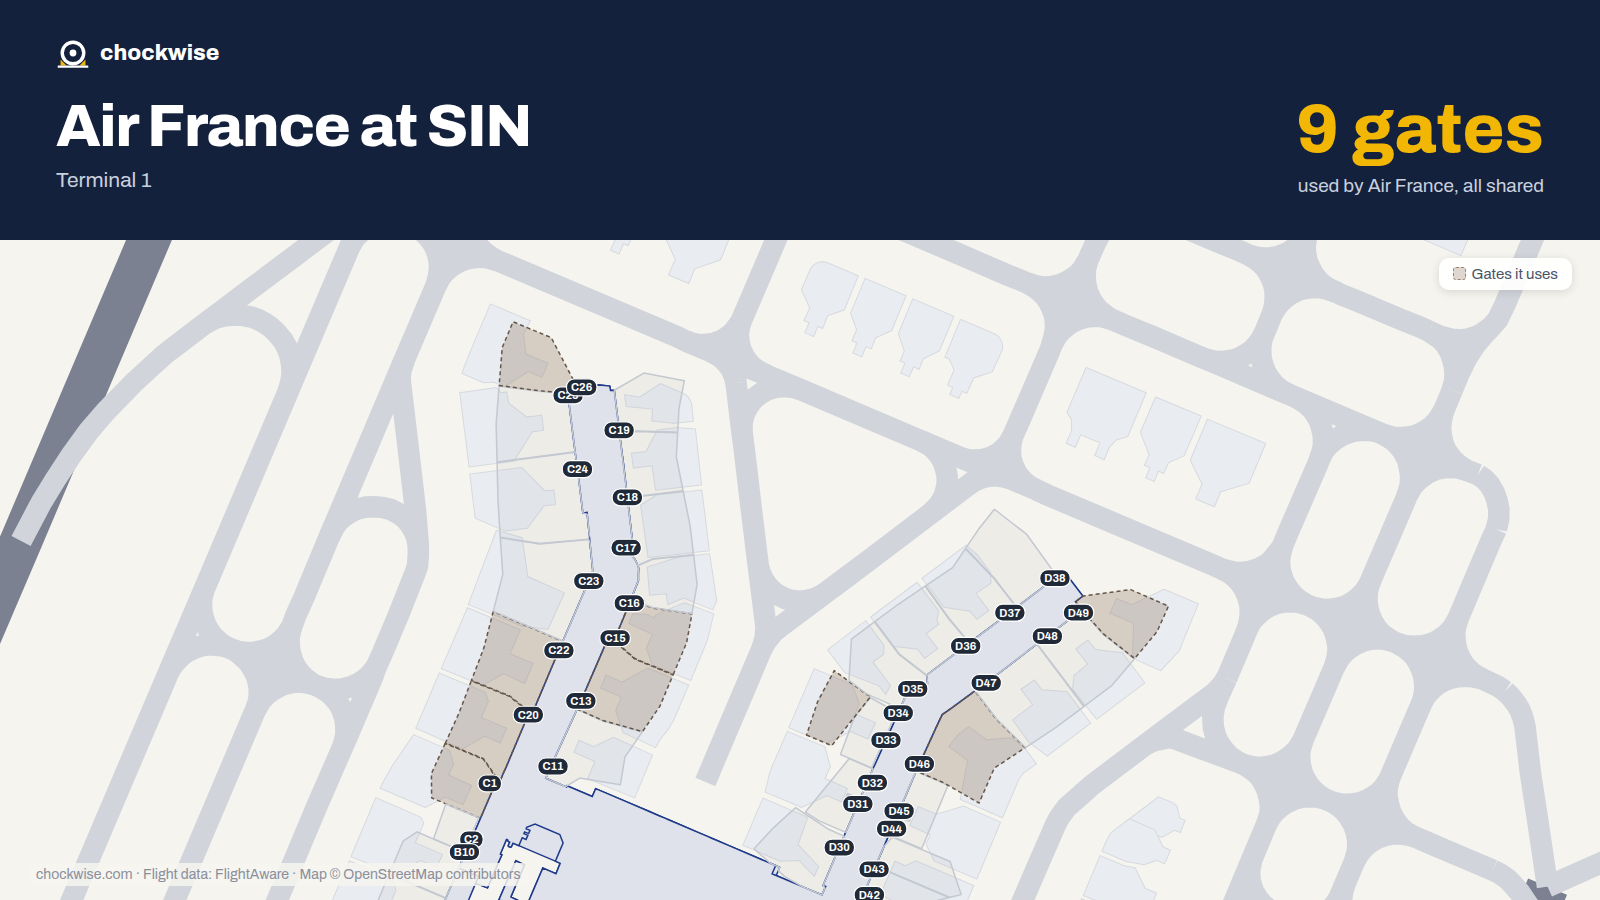 chockwise
Air France at SIN
Terminal 1
9 gates
used by Air France, all shared
Gates it uses
C26
C19
C24
C18
C17
C23
C16
C15
C22
C13
C20
C11
C1
C2
B10
D38
D49
D37
D48
D36
D47
D35
D34
D33
D46
D32
D31
D45
D44
D30
D43
D42
chockwise.com · Flight data: FlightAware · Map © OpenStreetMap contributors